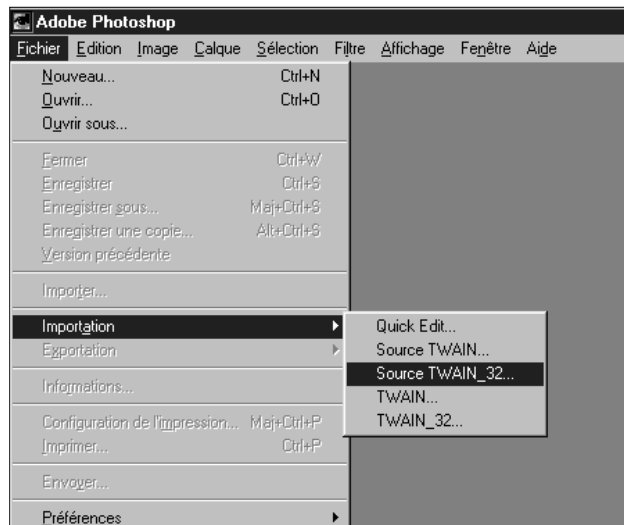 Adobe Photoshop
Fichier Edition Image Calque Sélection Filtre Affichage Fenêtre Aide
Nouveau... Ctrl+N
Ouvrir... Ctrl+O
Ouvrir sous...
Fermer Ctrl+W
Enregistrer Ctrl+S
Enregistrer sous... Maj+Ctrl+S
Enregistrer une copie... Alt+Ctrl+S
Version précédente
Importer...
Importation
Exportation
Informations...
Configuration de l'impression... Maj+Ctrl+P
Imprimer... Ctrl+P
Envoyer...
Préférences
Quick Edit...
Source TWAIN...
Source TWAIN_32...
TWAIN...
TWAIN_32...